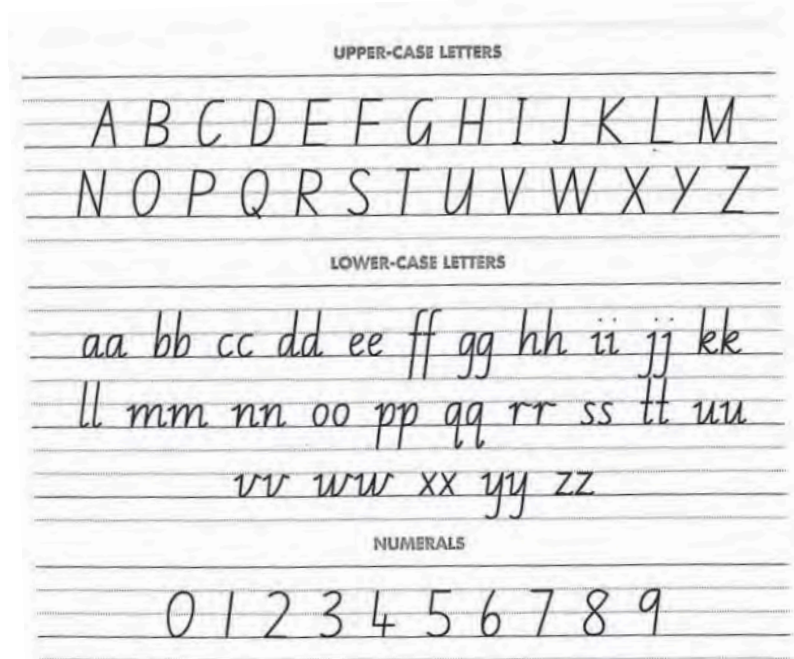 UPPER-CASE LETTERS
A B C D E F G H I J K L M
N O P Q R S T U V W X Y Z
LOWER-CASE LETTERS
aa bb cc dd ee ff gg hh ii jj kk
ll mm nn oo pp qq rr ss tt uu
vv ww xx yy zz
NUMERALS
0 1 2 3 4 5 6 7 8 9